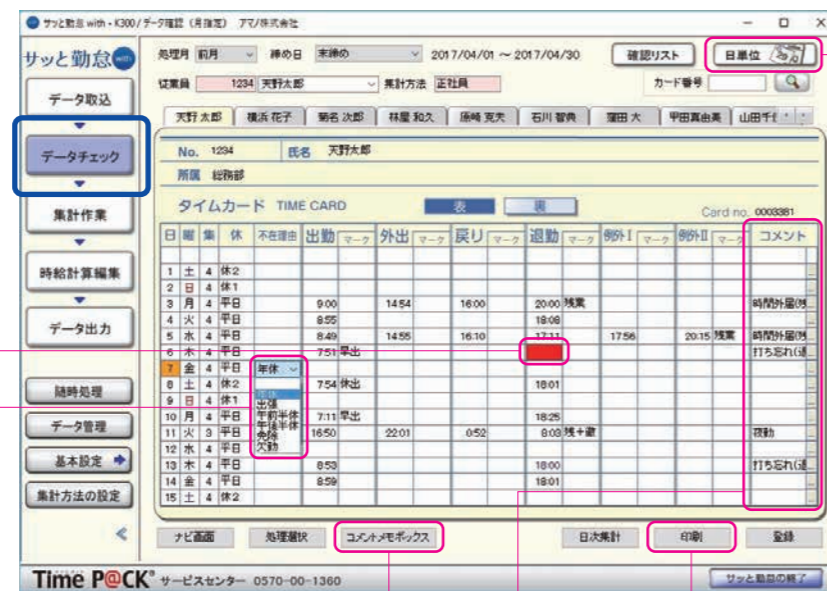 サッと勤怠 with - K300 / データ確認 (月指定) アマノ株式会社
サッと勤怠 with
データ取込
データチェック
集計作業
時給計算編集
データ出力
随時処理
データ管理
基本設定
集計方法の設定
処理月 前月 締め日 末締め 2017/04/01 ～ 2017/04/30 確認リスト 日単位
従業員 1234 天野太郎 集計方法 正社員 カード番号
天野 太郎 横浜 花子 菊名 次郎 林屋 和久 原崎 克夫 石川 智典 窪田 大 甲田真由美
No. 1234 氏名 天野太郎
所属 総務部
タイムカード TIME CARD 表 裏 Card no. 0003381
日 曜 集 休 不在理由 出勤 マーク 外出 マーク 戻り マーク 退勤 マーク 例外I マーク 例外II マーク コメント
1 土 4 休2
2 日 4 休1
3 月 4 平日 9:00 14:54 16:00 20:00 残業 時間外届(残
4 火 4 平日 8:55 18:08
5 水 4 平日 8:49 14:55 16:10 17:11 17:56 20:15 残業 時間外届(残
6 木 4 平日 7:51 早出 打ち忘れ(退
7 金 4 平日 年休
8 土 4 休2 7:54 休出 18:01
9 日 4 休1
10 月 4 平日 7:11 早出 18:25
11 火 3 平日 16:50 22:01 0:52 8:03 残+徹 夜勤
12 水 4 平日
13 木 4 平日 8:53 18:00 打ち忘れ(退
14 金 4 平日 8:59 18:01
15 土 4 休2
年休
出張
午前半休
午後半休
免除
欠勤
ナビ画面 処理選択 コメントメモボックス 日次集計 印刷 登録
Time P@CK® サービスセンター 0570-00-1360 サッと勤怠の終了